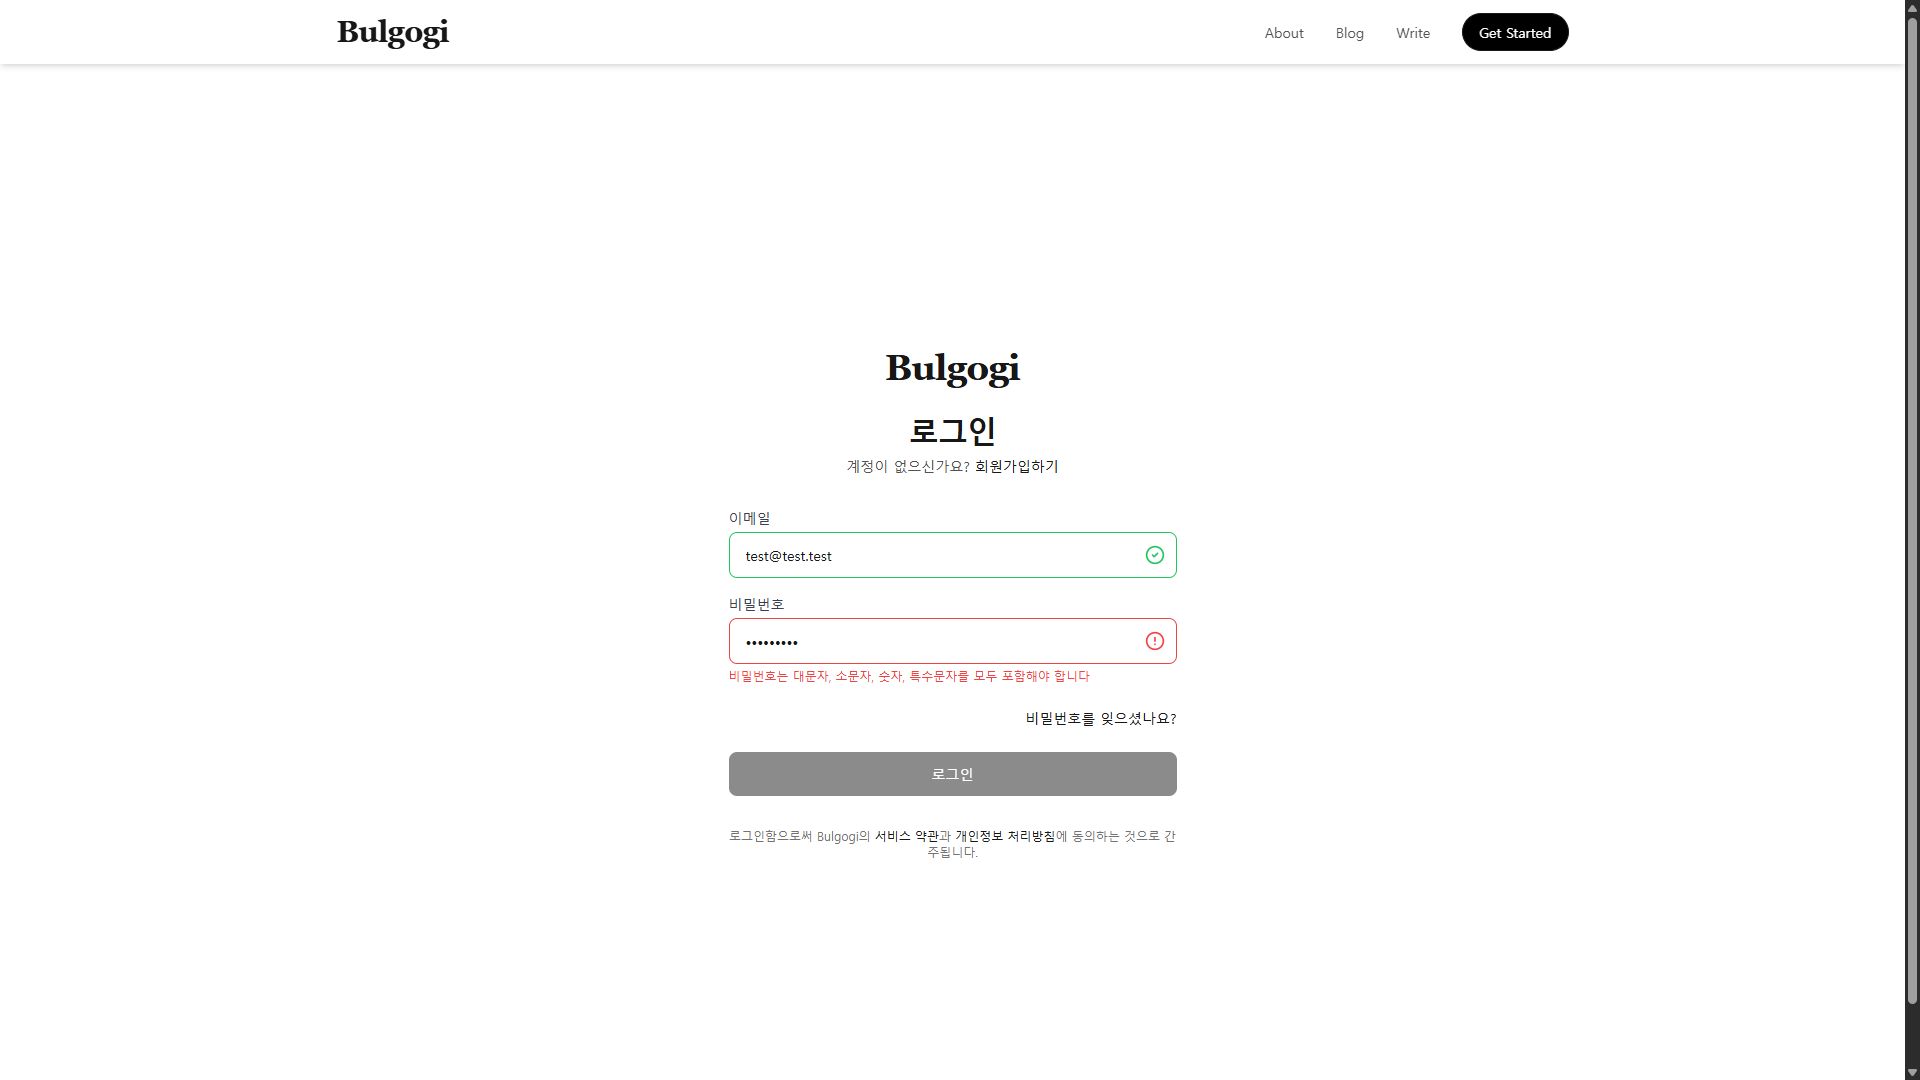 Bulgogi
About
Blog
Write
Get Started
Bulgogi
로그인
계정이 없으신가요? 회원가입하기
이메일
test@test.test
비밀번호
•••••••••
비밀번호는 대문자, 소문자, 숫자, 특수문자를 모두 포함해야 합니다
비밀번호를 잊으셨나요?
로그인
로그인함으로써 Bulgogi의 서비스 약관과 개인정보 처리방침에 동의하는 것으로 간
주됩니다.